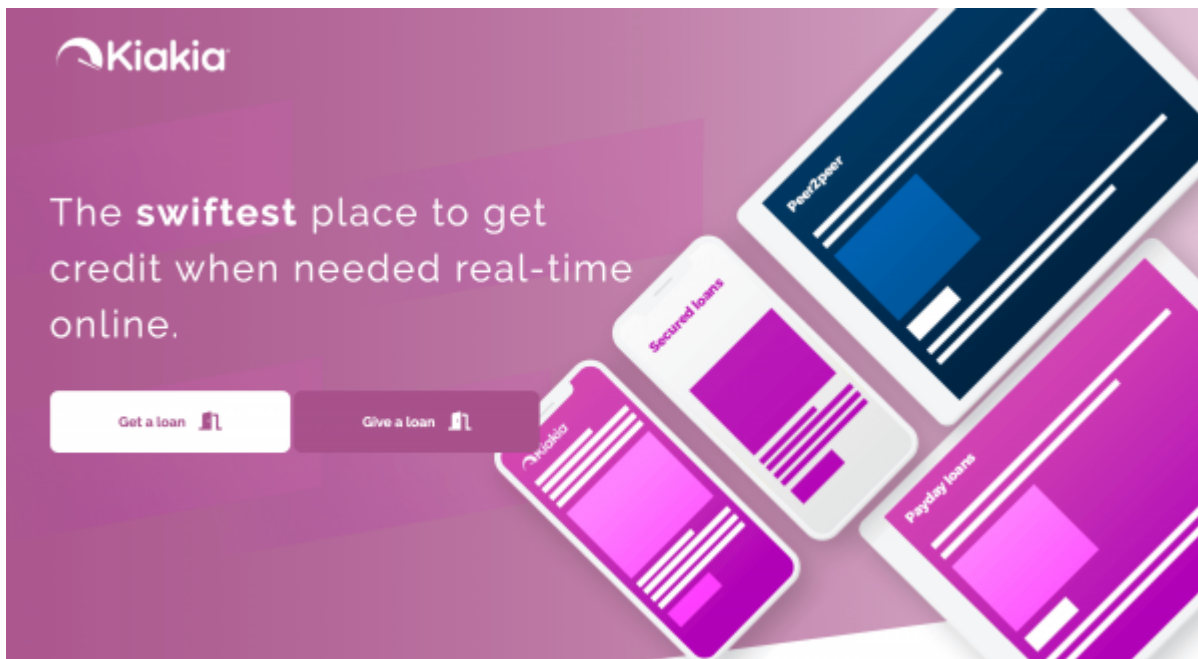 Kiakia
The swiftest place to get
credit when needed real-time
online.
Get a loan
Give a loan
Peer2peer
Secured loans
Kiakia
Payday loans